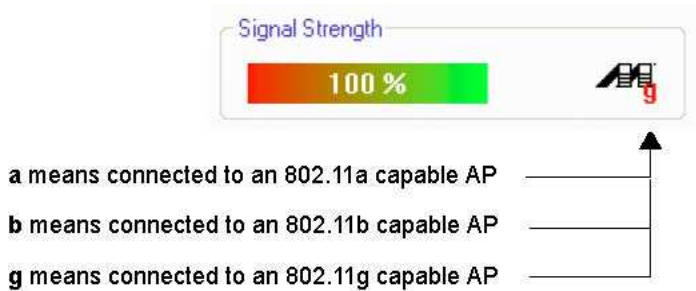 Signal Strength
100 %
g
a means connected to an 802.11a capable AP
b means connected to an 802.11b capable AP
g means connected to an 802.11g capable AP